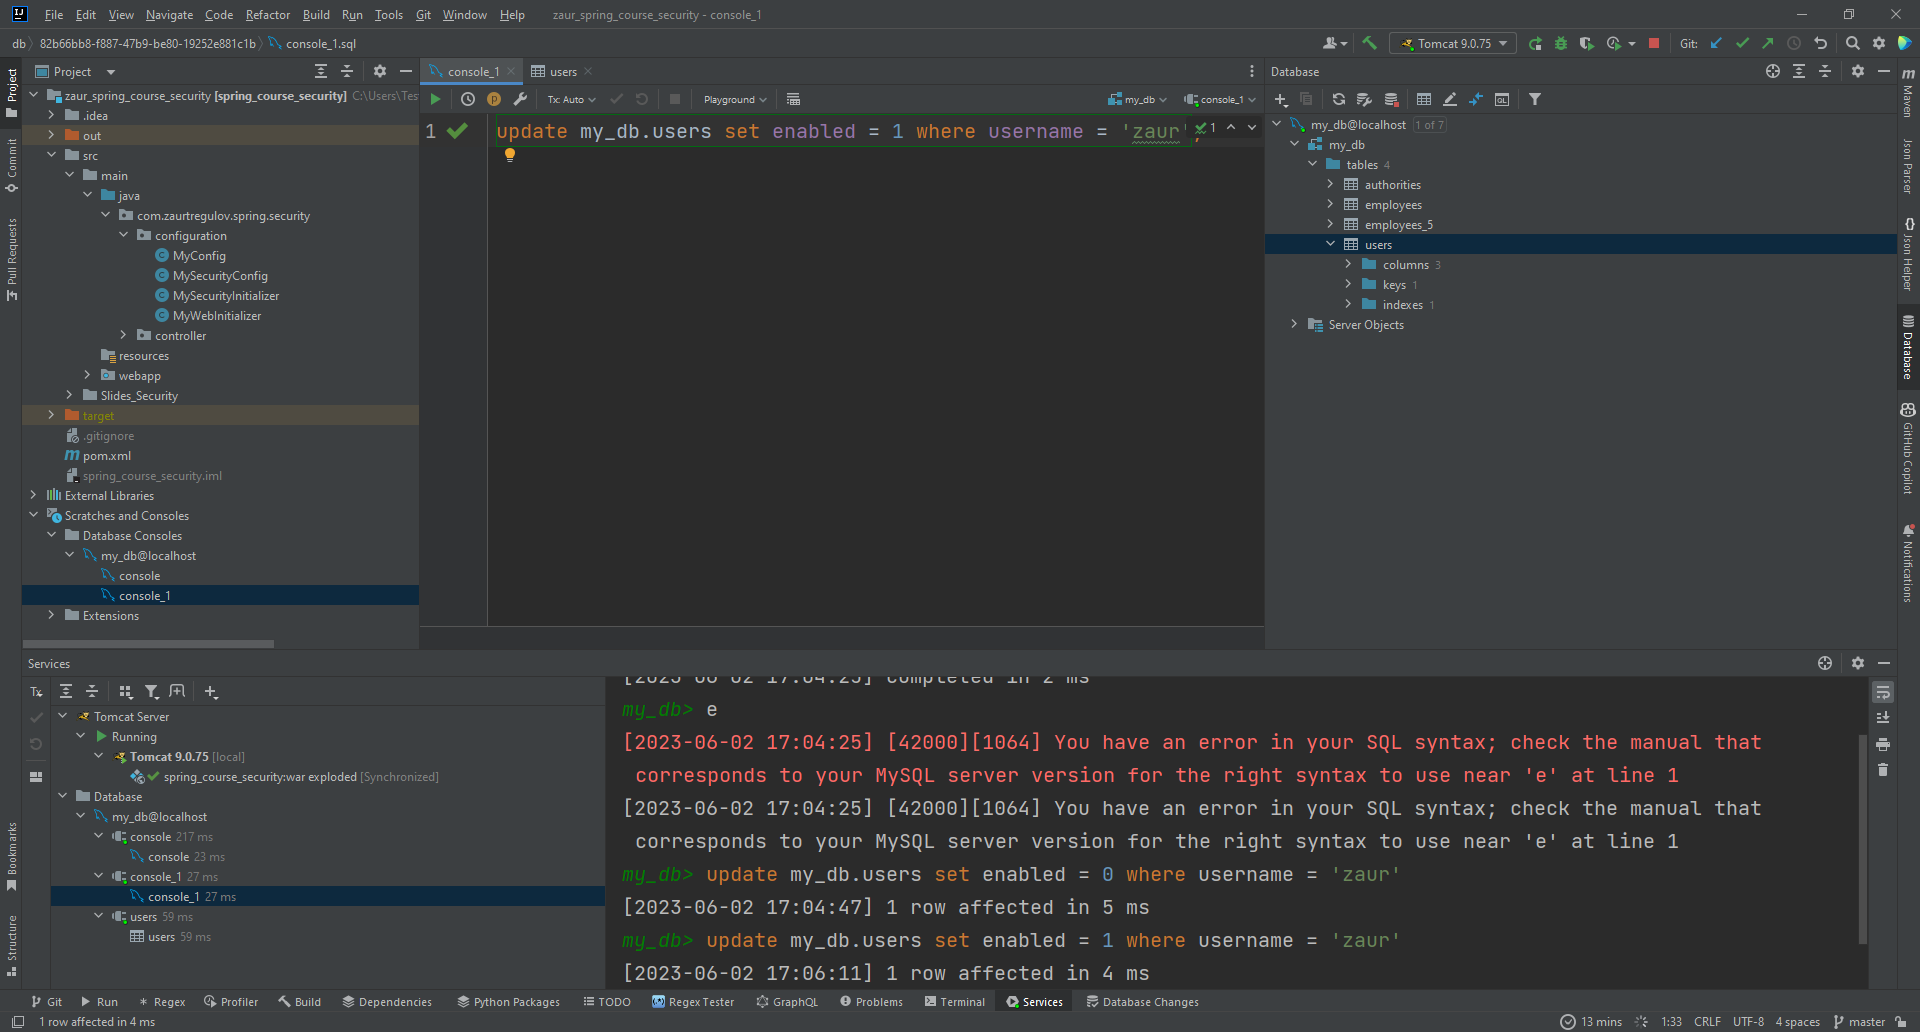 File Edit View Navigate Code Refactor Build Run Tools Git Window Help zaur_spring_course_security - console_1
db 82b66bb8-f887-47b9-be80-19252e881c1b console_1.sql
Tomcat 9.0.75
Git:
Project
console_1
users
Database
Tx: Auto
Playground
my_db
console_1
1
update my_db.users set enabled = 1 where username = 'zaur';
1
Project
Commit
Pull Requests
Bookmarks
Structure
zaur_spring_course_security [spring_course_security] C:\Users\Tes
.idea
out
src
main
java
com.zaurtregulov.spring.security
configuration
MyConfig
MySecurityConfig
MySecurityInitializer
MyWebInitializer
controller
resources
webapp
Slides_Security
target
.gitignore
pom.xml
spring_course_security.iml
External Libraries
Scratches and Consoles
Database Consoles
my_db@localhost
console
console_1
Extensions
my_db@localhost 1 of 7
my_db
tables 4
authorities
employees
employees_5
users
columns 3
keys 1
indexes 1
Server Objects
Maven
Json Parser
Json Helper
Database
GitHub Copilot
Notifications
Services
Tx
Tomcat Server
Running
Tomcat 9.0.75 [local]
spring_course_security:war exploded [Synchronized]
Database
my_db@localhost
console 217 ms
console 23 ms
console_1 27 ms
console_1 27 ms
users 59 ms
users 59 ms
[2023-06-02 17:04:25] completed in 2 ms
my_db> e
[2023-06-02 17:04:25] [42000][1064] You have an error in your SQL syntax; check the manual that
corresponds to your MySQL server version for the right syntax to use near 'e' at line 1
[2023-06-02 17:04:25] [42000][1064] You have an error in your SQL syntax; check the manual that
corresponds to your MySQL server version for the right syntax to use near 'e' at line 1
my_db> update my_db.users set enabled = 0 where username = 'zaur'
[2023-06-02 17:04:47] 1 row affected in 5 ms
my_db> update my_db.users set enabled = 1 where username = 'zaur'
[2023-06-02 17:06:11] 1 row affected in 4 ms
Git Run Regex Profiler Build Dependencies Python Packages TODO Regex Tester GraphQL Problems Terminal Services Database Changes
1 row affected in 4 ms
13 mins 1:33 CRLF UTF-8 4 spaces master